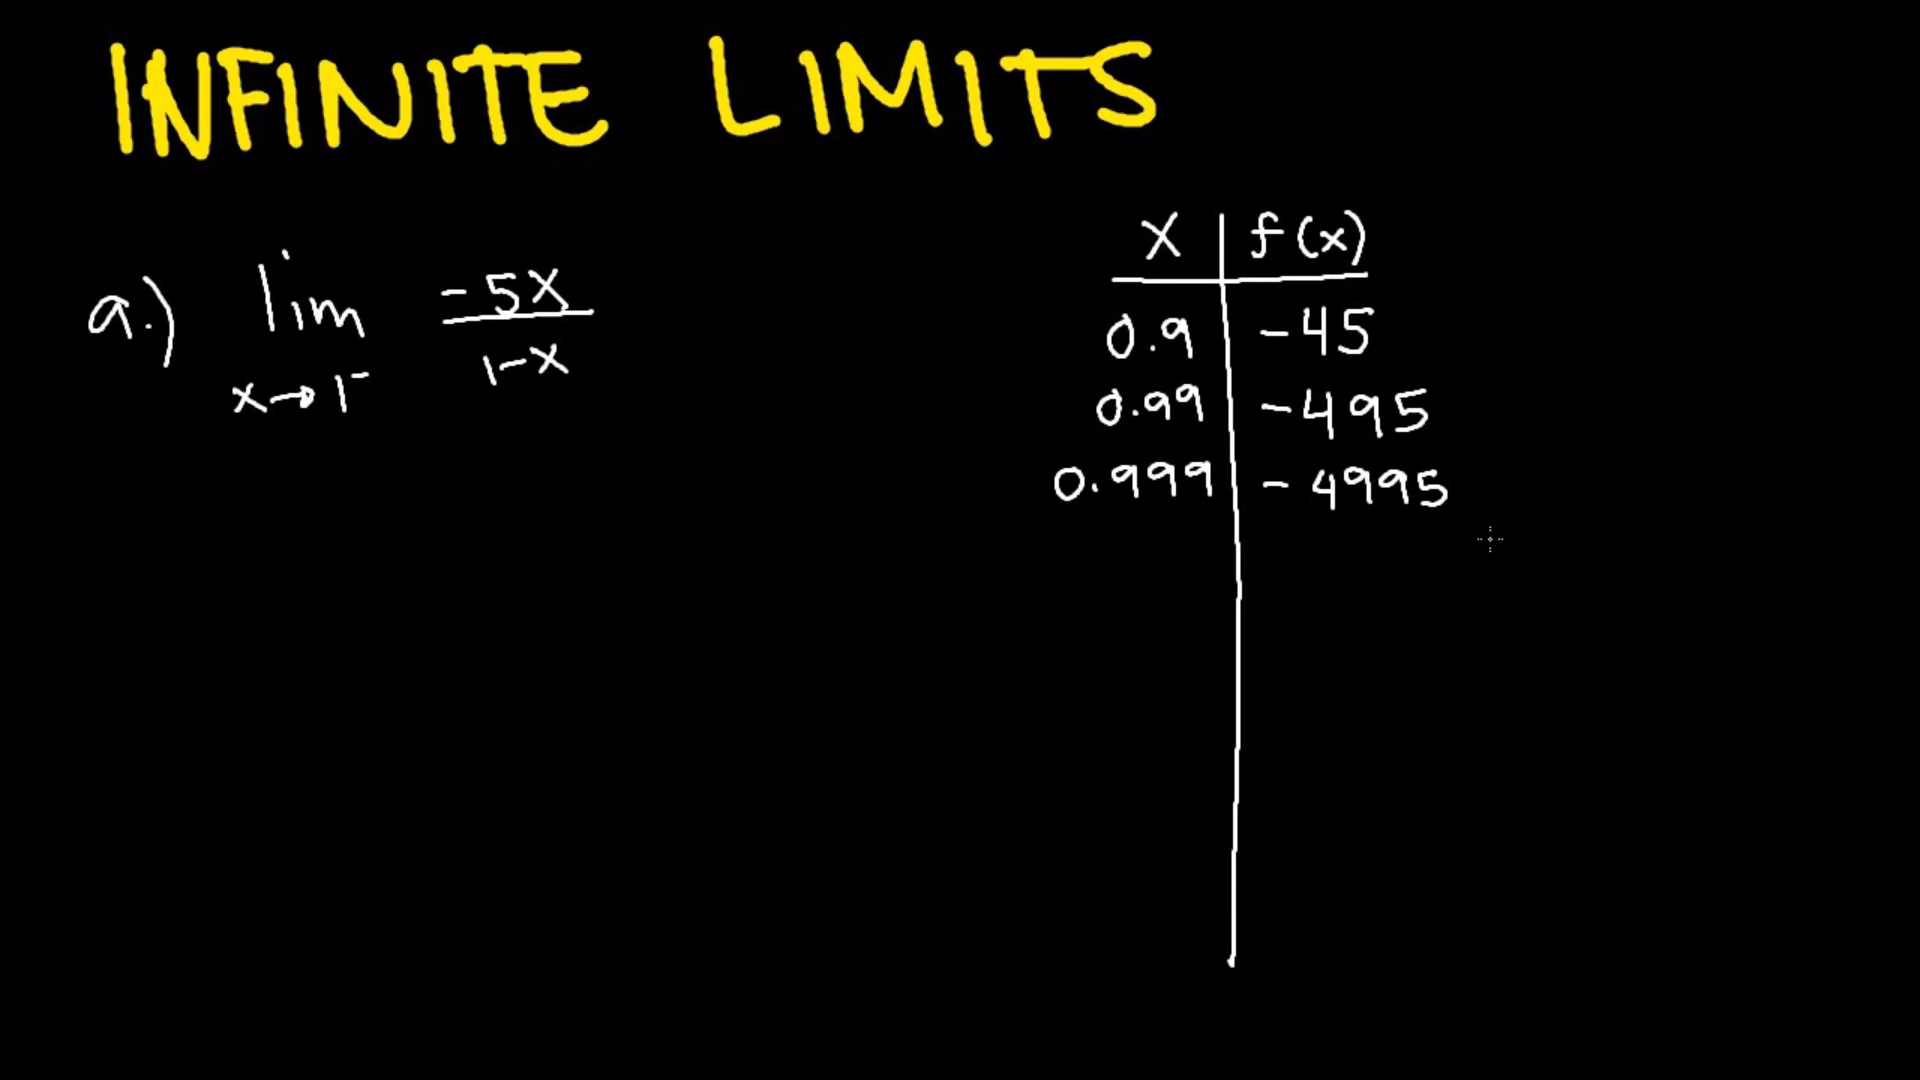 INFINITE LIMITS
a.) lim -5x
1-x
x→1⁻
x f(x)
0.9 -45
0.99 -495
0.999 -4995